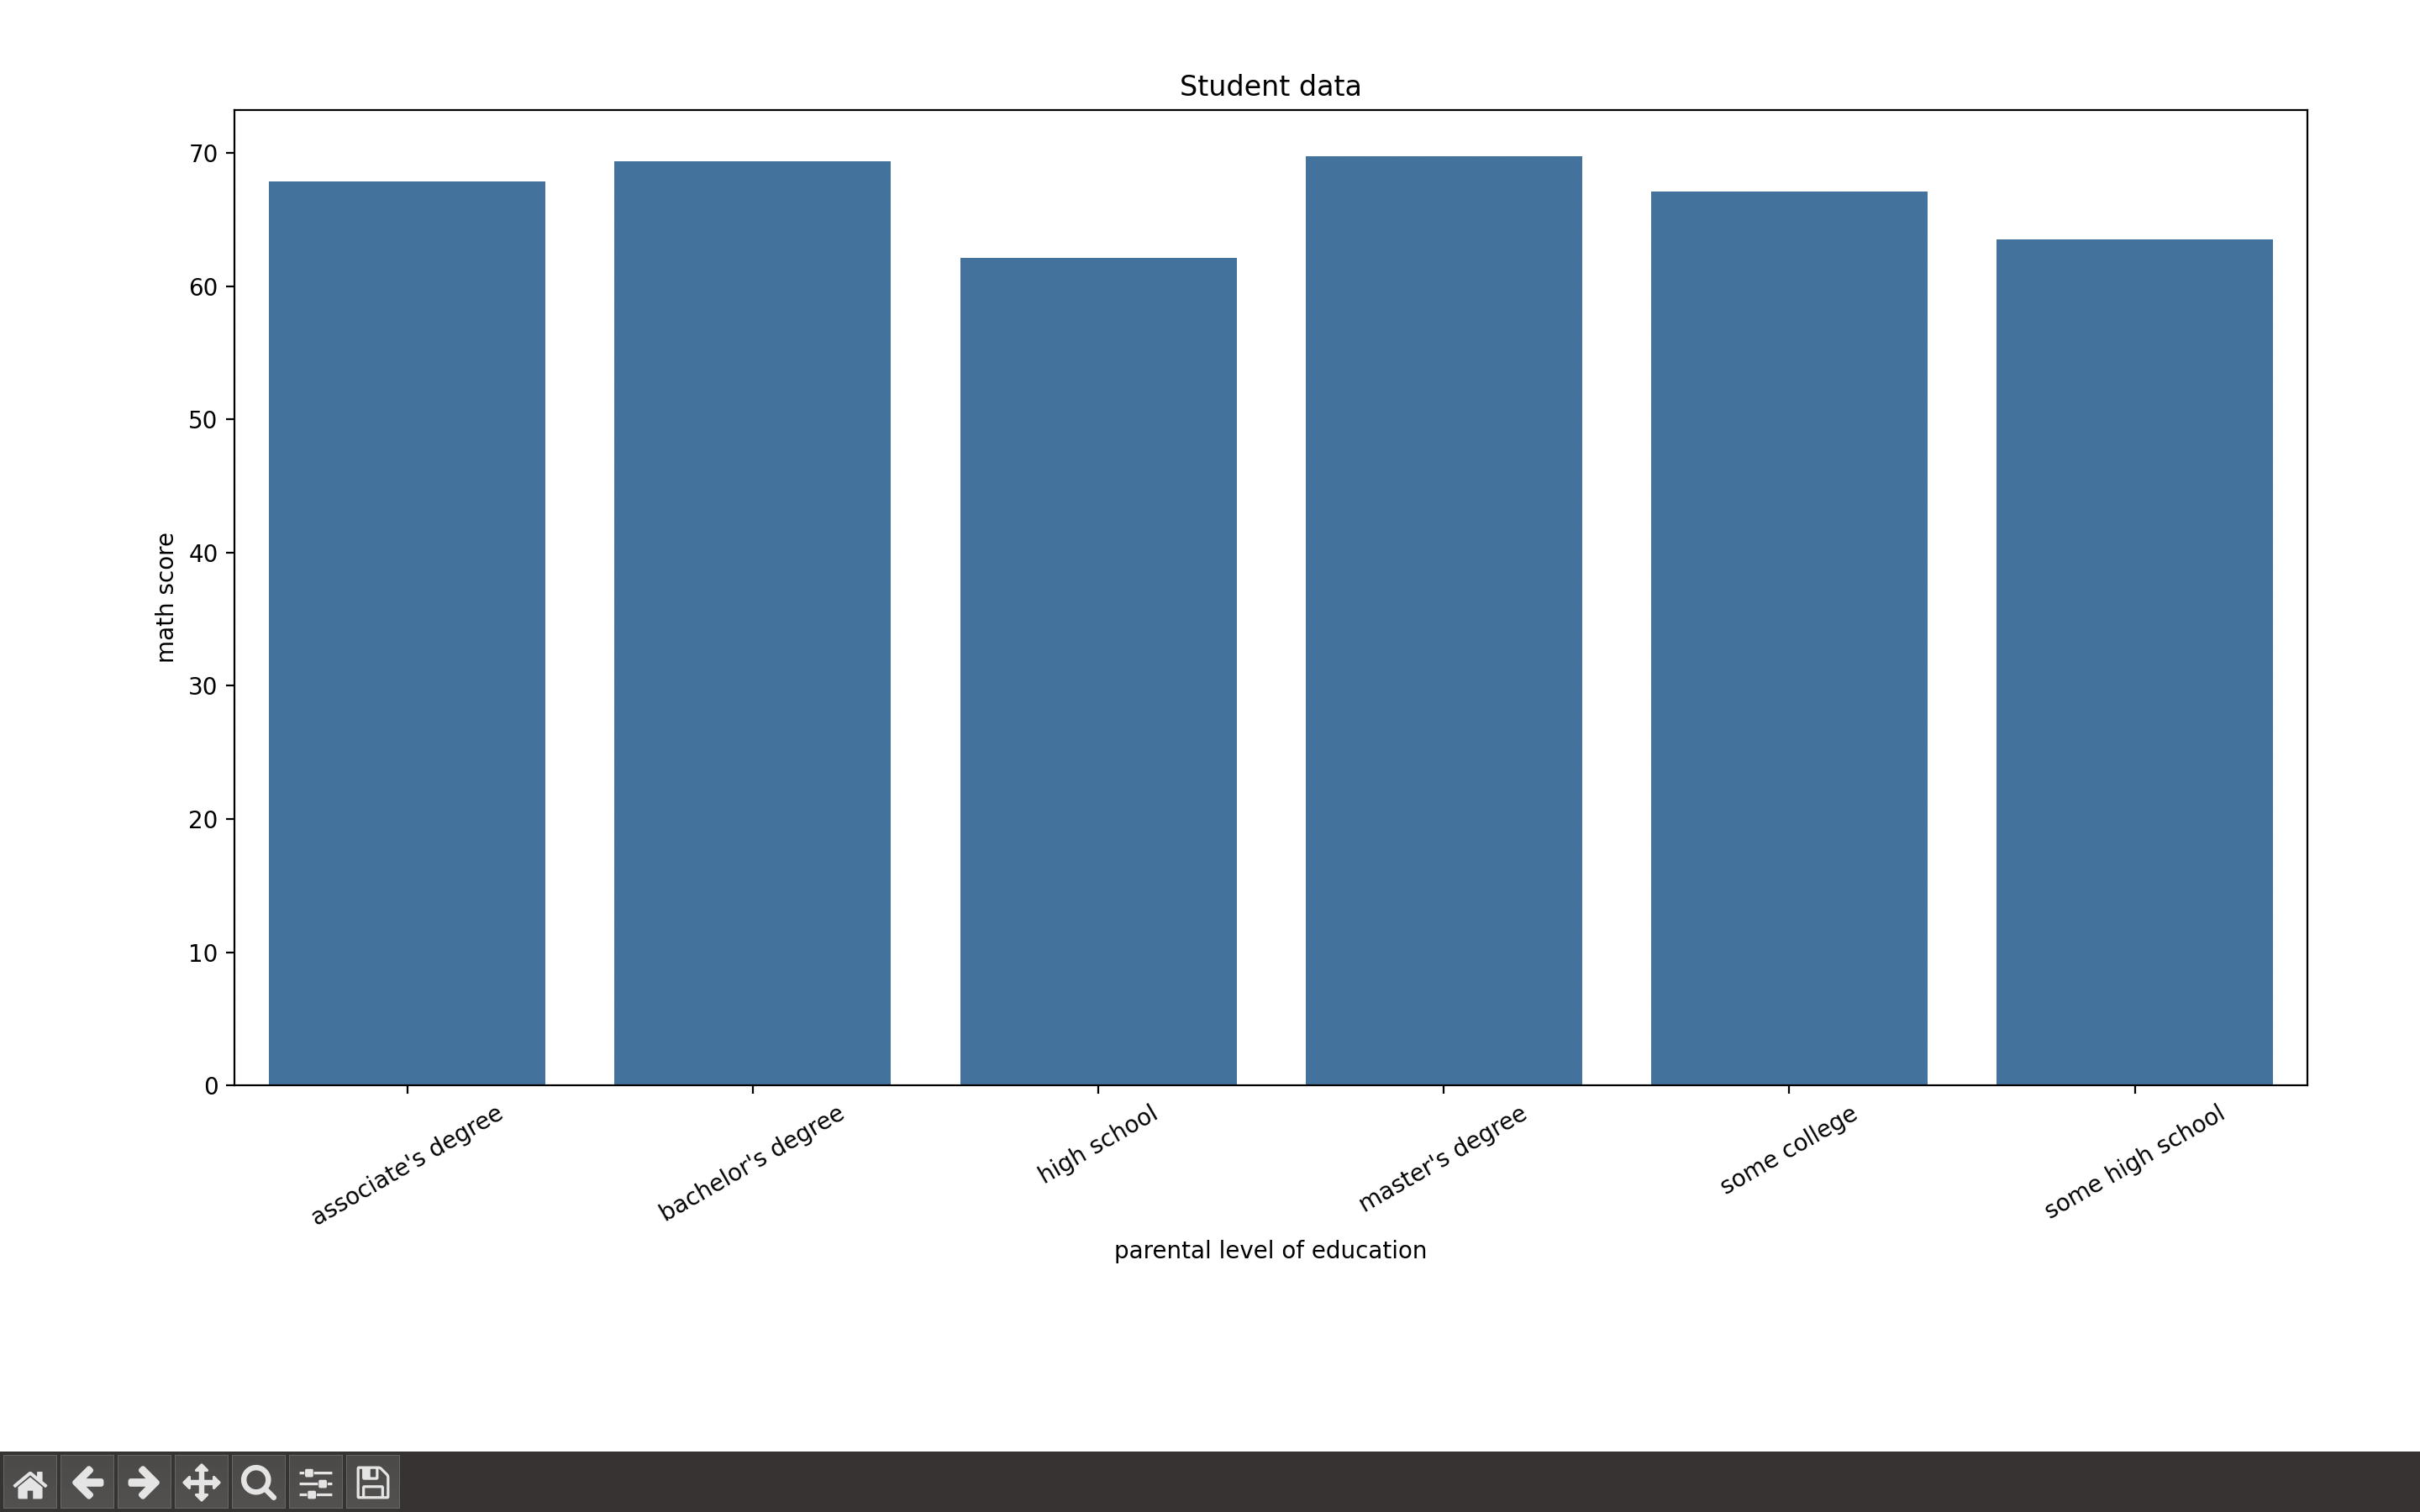 Student data
70
60
50
40
30
20
10
0
math score
associate's degree
bachelor's degree
high school
master's degree
some college
some high school
parental level of education